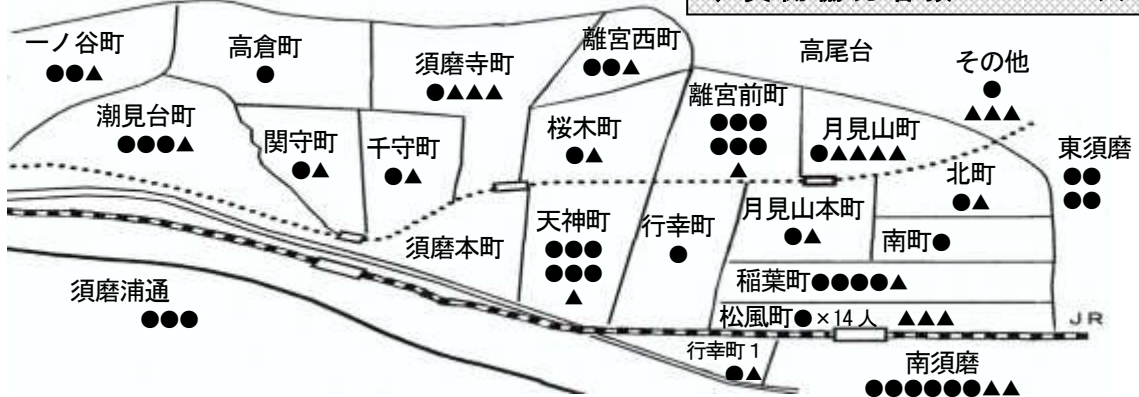 一ノ谷町
●●▲
高倉町
●
須磨寺町
●▲▲▲
離宮西町
●●▲
高尾台
その他
●
▲▲▲
潮見台町
●●●▲
関守町
●▲
千守町
●▲
桜木町
●▲
離宮前町
●●●
●●●
▲
月見山町
●▲▲▲▲
東須磨
●●
●●
北町
●▲
須磨本町
天神町
●●●
●●●
▲
行幸町
●
月見山本町
●▲
南町●
稲葉町●●●●▲
松風町●×14人 ▲▲▲
JR
須磨浦通
●●●
行幸町1
●▲
南須磨
●●●●●●▲▲